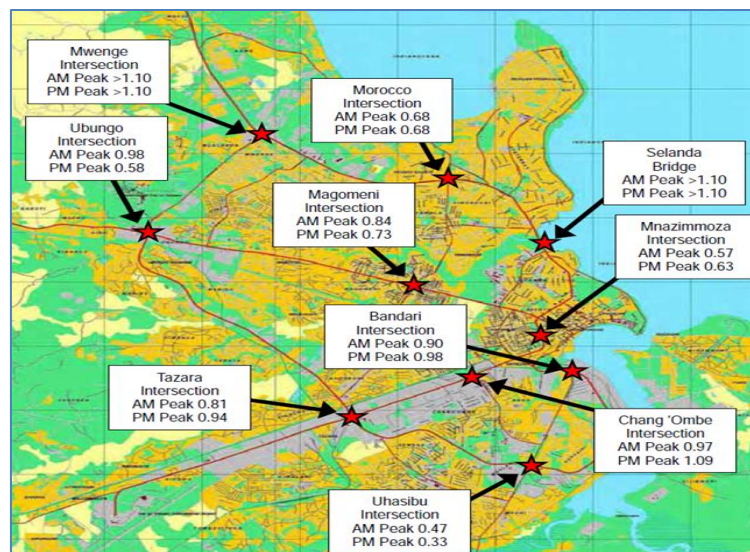 Mwenge
Intersection
AM Peak >1.10
PM Peak >1.10
Morocco
Intersection
AM Peak 0.68
PM Peak 0.68
Ubungo
Intersection
AM Peak 0.98
PM Peak 0.58
Selanda
Bridge
AM Peak >1.10
PM Peak >1.10
Magomeni
Intersection
AM Peak 0.84
PM Peak 0.73
Mnazimmoza
Intersection
AM Peak 0.57
PM Peak 0.63
Bandari
Intersection
AM Peak 0.90
PM Peak 0.98
Tazara
Intersection
AM Peak 0.81
PM Peak 0.94
Chang 'Ombe
Intersection
AM Peak 0.97
PM Peak 1.09
Uhasibu
Intersection
AM Peak 0.47
PM Peak 0.33